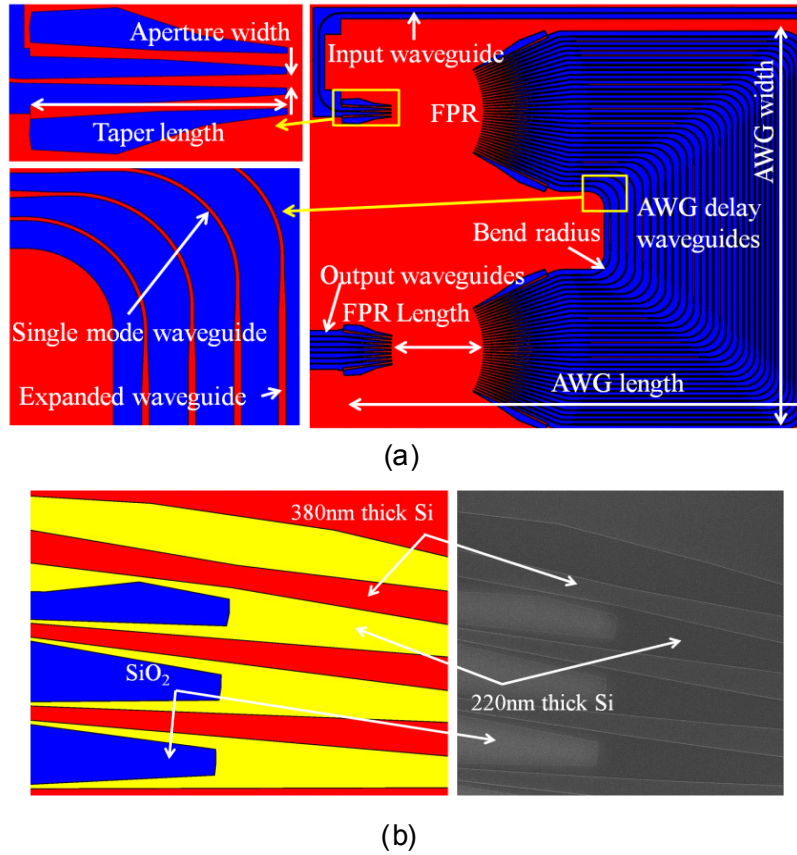 Aperture width
Taper length
Input waveguide
FPR
AWG width
AWG delay
waveguides
Bend radius
Single mode waveguide
Expanded waveguide
Output waveguides
FPR Length
AWG length
(a)
380nm thick Si
SiO2
220nm thick Si
(b)